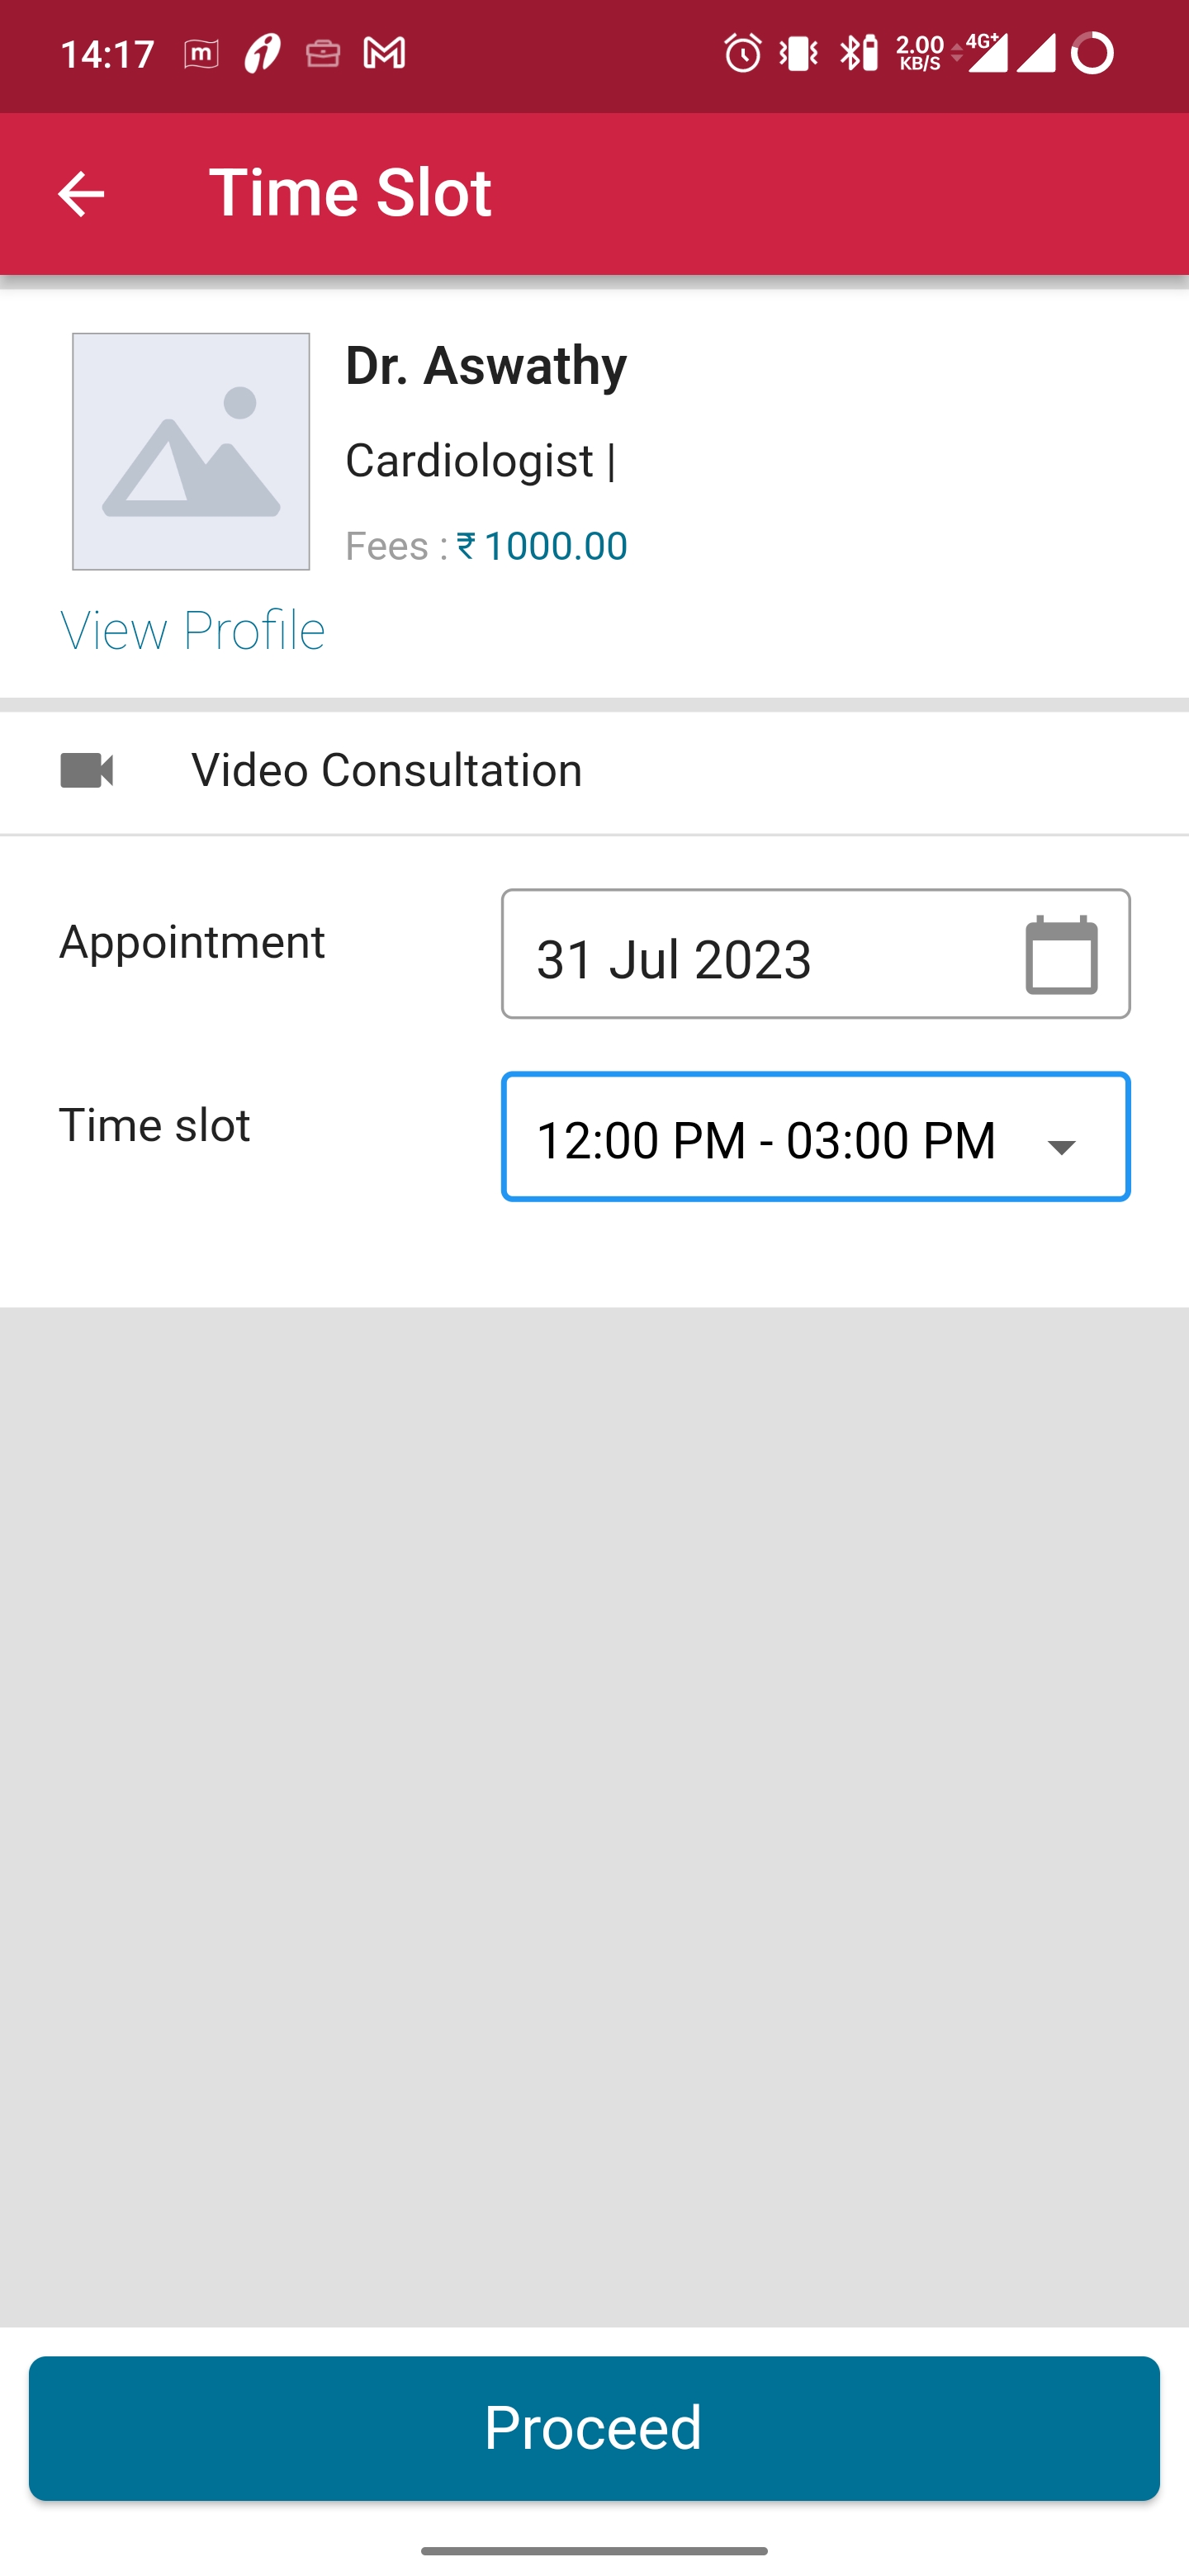 14:17 m 2.00 KB/S 4G+
Time Slot
Dr. Aswathy
Cardiologist |
Fees : ₹ 1000.00
View Profile
Video Consultation
Appointment 31 Jul 2023
Time slot 12:00 PM - 03:00 PM
Proceed